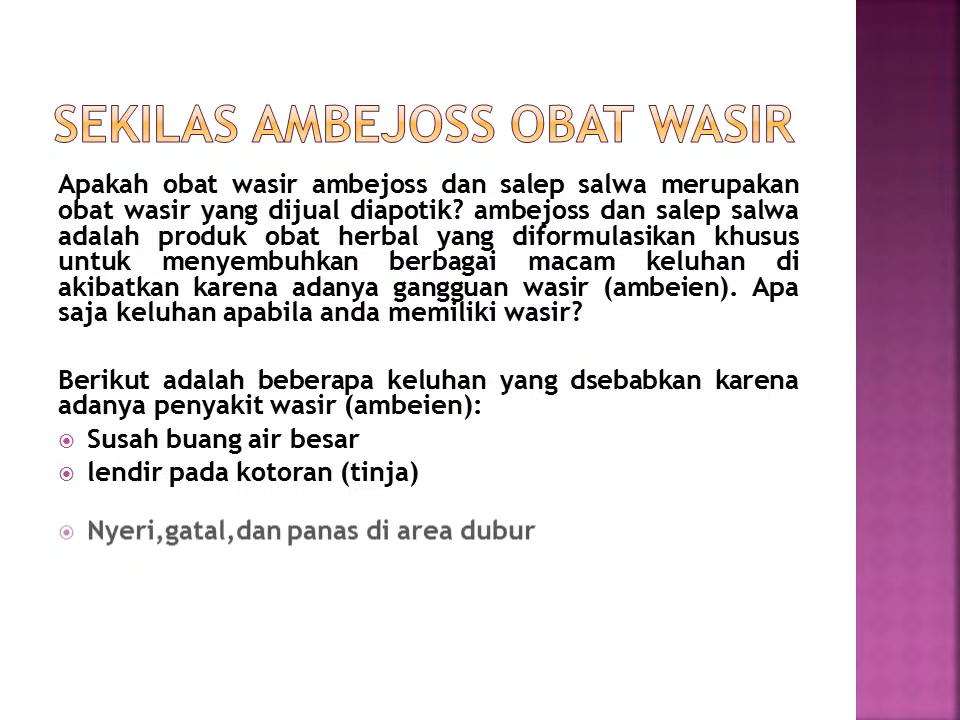 SEKILAS AMBEJOSS OBAT WASIR
Apakah obat wasir ambejoss dan salep salwa merupakan
obat wasir yang dijual diapotik? ambejoss dan salep salwa
adalah produk obat herbal yang diformulasikan khusus
untuk menyembuhkan berbagai macam keluhan di
akibatkan karena adanya gangguan wasir (ambeien). Apa
saja keluhan apabila anda memiliki wasir?
Berikut adalah beberapa keluhan yang dsebabkan karena
adanya penyakit wasir (ambeien):
Susah buang air besar
lendir pada kotoran (tinja)
Nyeri,gatal,dan panas di area dubur